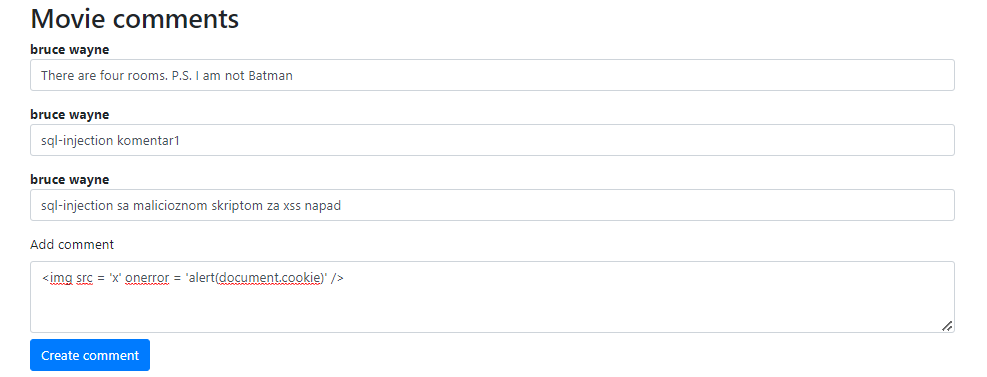 Movie comments
bruce wayne
There are four rooms. P.S. I am not Batman
bruce wayne
sql-injection komentar1
bruce wayne
sql-injection sa malicioznom skriptom za xss napad
Add comment
<img src = 'x' onerror = 'alert(document.cookie)' />
Create comment